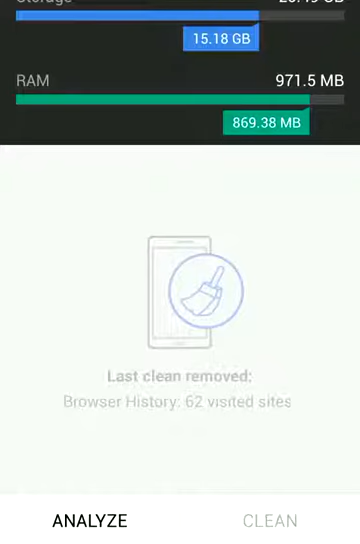 Storage
15.18 GB
RAM 971.5 MB
869.38 MB
Last clean removed:
Browser History: 62 visited sites
ANALYZE CLEAN